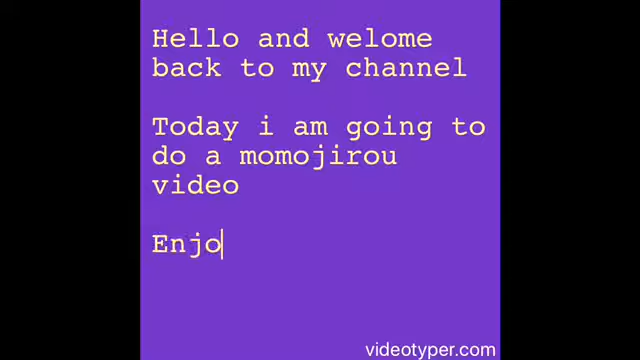 Hello and welome
back to my channel
Today i am going to
do a momojirou
video
Enjo
videotyper.com